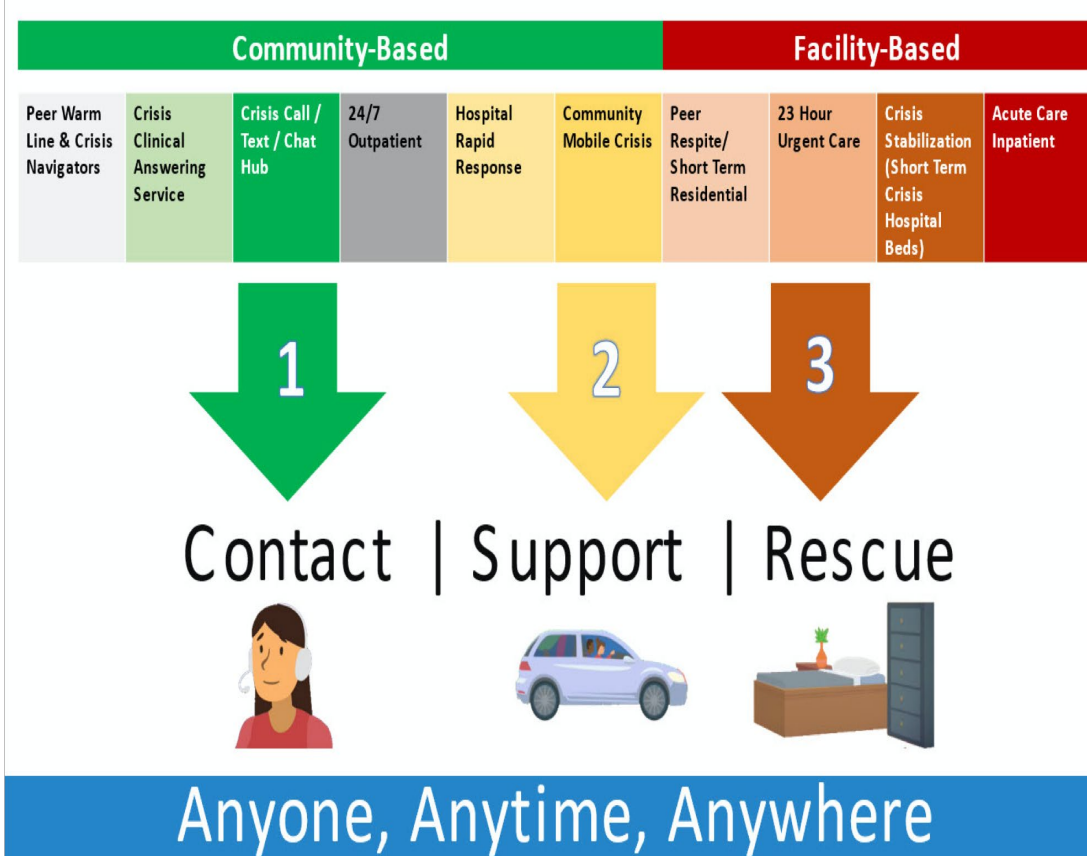 Community-Based
Facility-Based
Peer Warm
Line & Crisis
Navigators
Crisis
Clinical
Answering
Service
Crisis Call /
Text / Chat
Hub
24/7
Outpatient
Hospital
Rapid
Response
Community
Mobile Crisis
Peer
Respite/
Short Term
Residential
23 Hour
Urgent Care
Crisis
Stabilization
(Short Term
Crisis
Hospital
Beds)
Acute Care
Inpatient
1
2
3
Contact | Support | Rescue
Anyone, Anytime, Anywhere